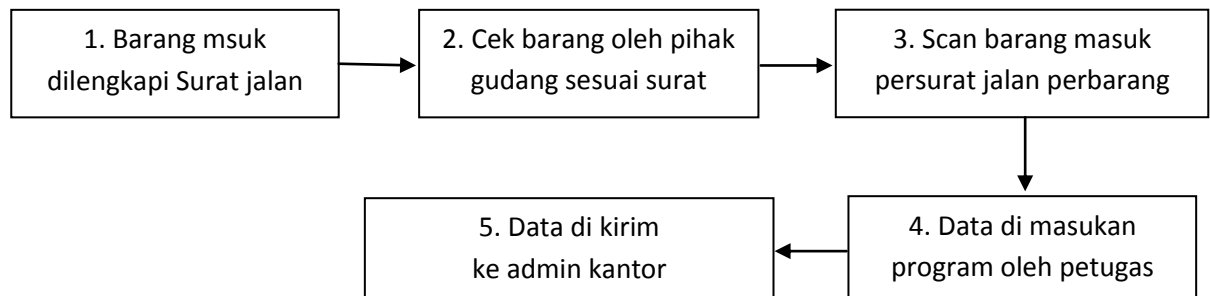 1. Barang msuk
dilengkapi Surat jalan
2. Cek barang oleh pihak
gudang sesuai surat
3. Scan barang masuk
persurat jalan perbarang
4. Data di masukan
program oleh petugas
5. Data di kirim
ke admin kantor